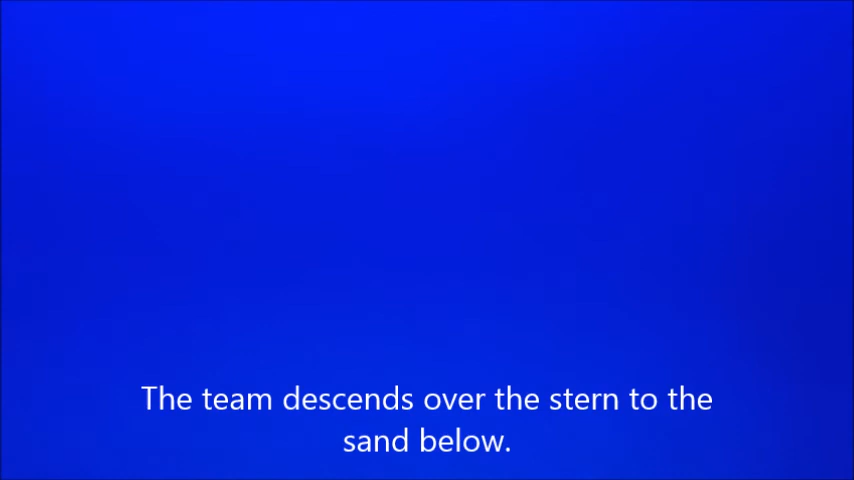 The team descends over the stern to the
sand below.